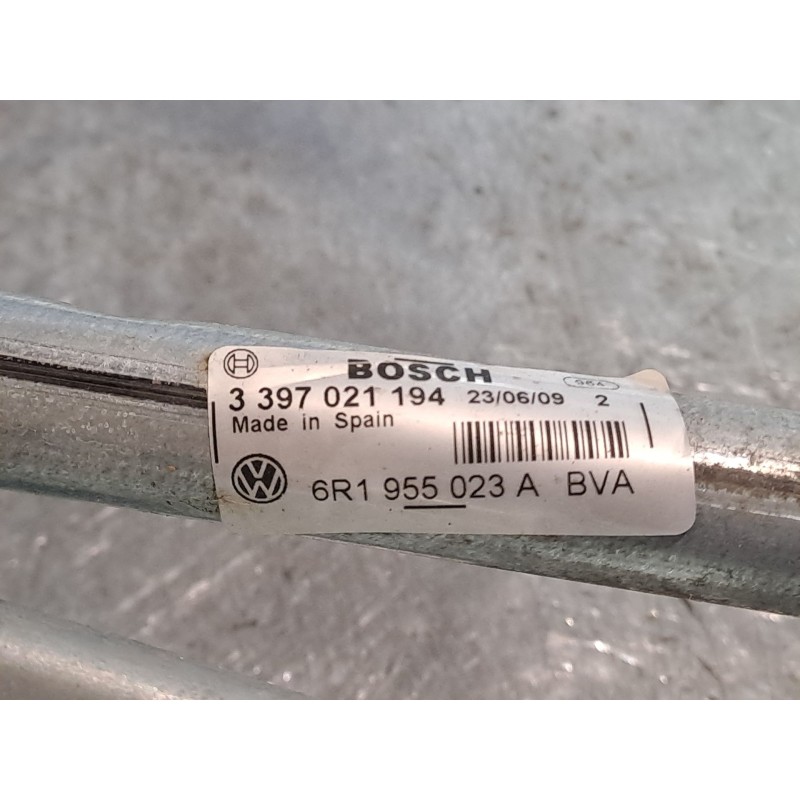 BOSCH
3 397 021 194 23/06/09 2
Made in Spain
6R1 955 023 A BVA